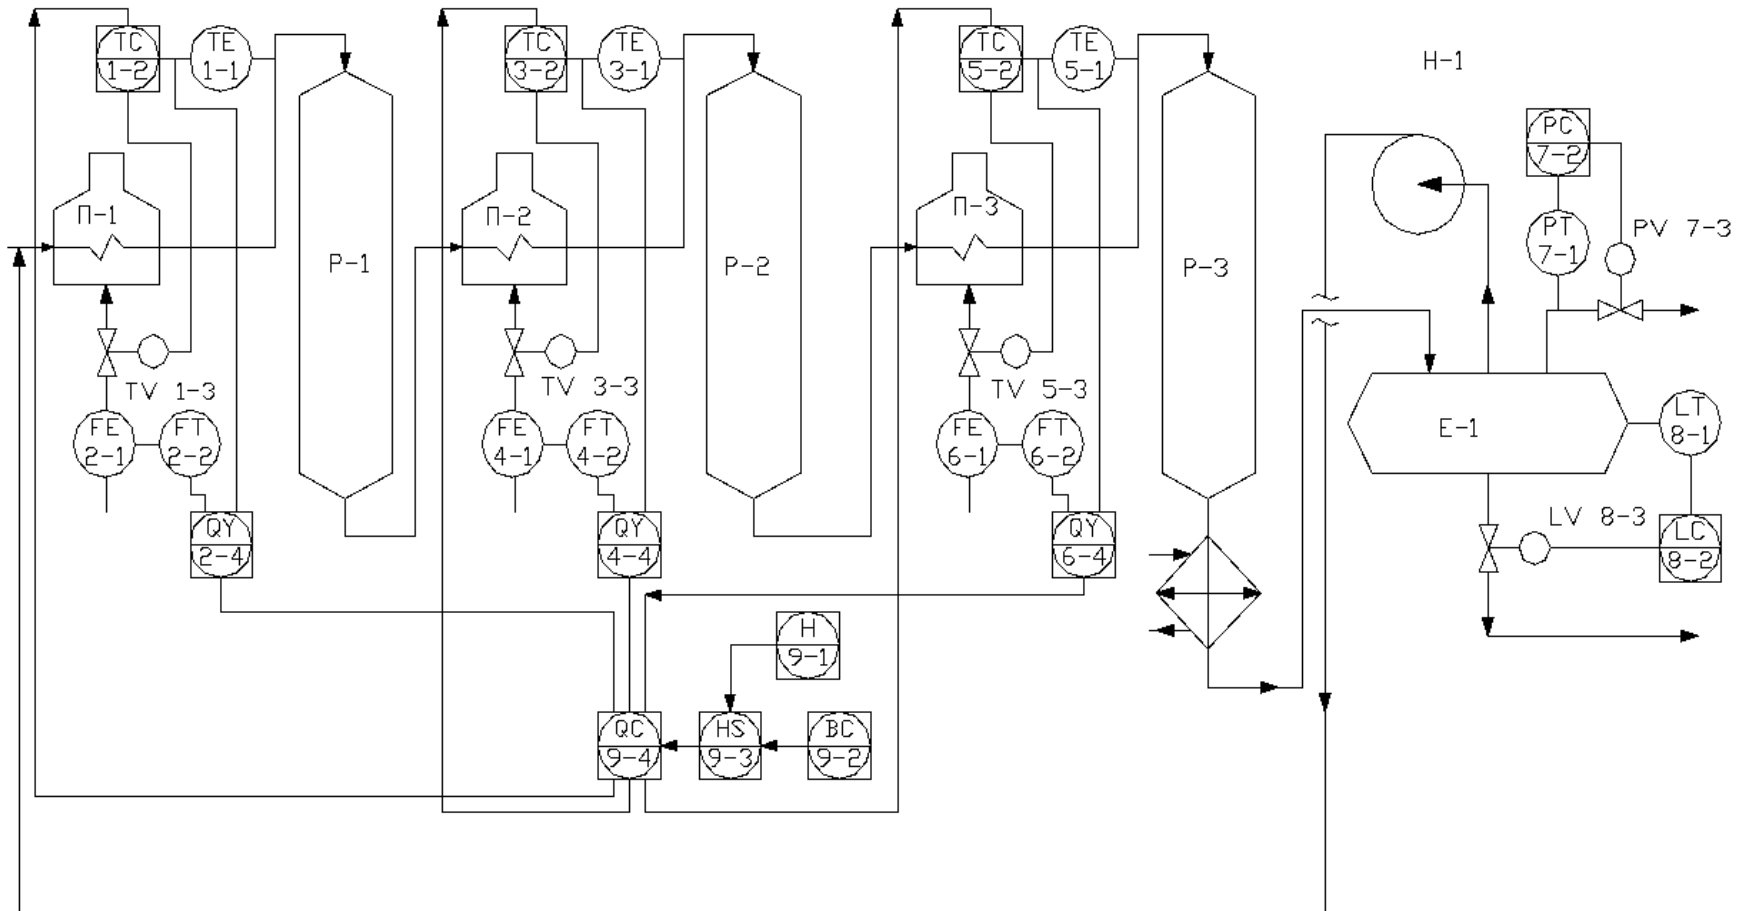 TC
1-2
TE
1-1
TC
3-2
TE
3-1
TC
5-2
TE
5-1
Н-1
PC
7-2
PT
7-1
PV 7-3
П-1
П-2
П-3
Р-1
Р-2
Р-3
TV 1-3
TV 3-3
TV 5-3
FE
2-1
FT
2-2
FE
4-1
FT
4-2
FE
6-1
FT
6-2
Е-1
LT
8-1
QY
2-4
QY
4-4
QY
6-4
LV 8-3
LC
8-2
H
9-1
QC
9-4
HS
9-3
BC
9-2